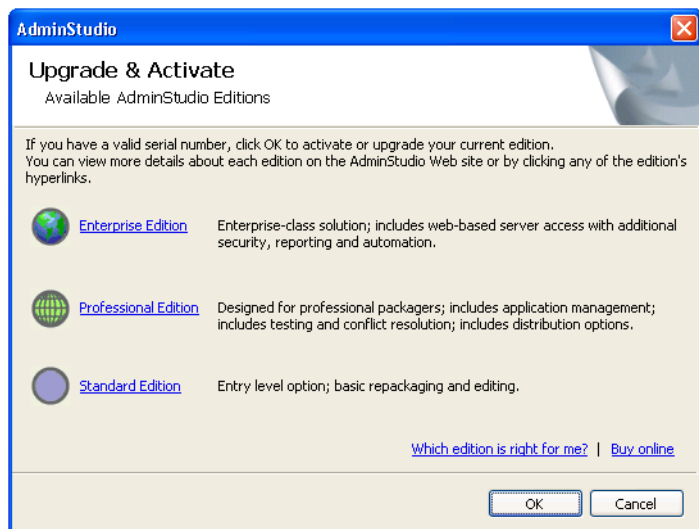 AdminStudio
Upgrade & Activate
Available AdminStudio Editions
If you have a valid serial number, click OK to activate or upgrade your current edition.
You can view more details about each edition on the AdminStudio Web site or by clicking any of the edition's
hyperlinks.
Enterprise Edition Enterprise-class solution; includes web-based server access with additional
security, reporting and automation.
Professional Edition Designed for professional packagers; includes application management;
includes testing and conflict resolution; includes distribution options.
Standard Edition Entry level option; basic repackaging and editing.
Which edition is right for me? | Buy online
OK Cancel